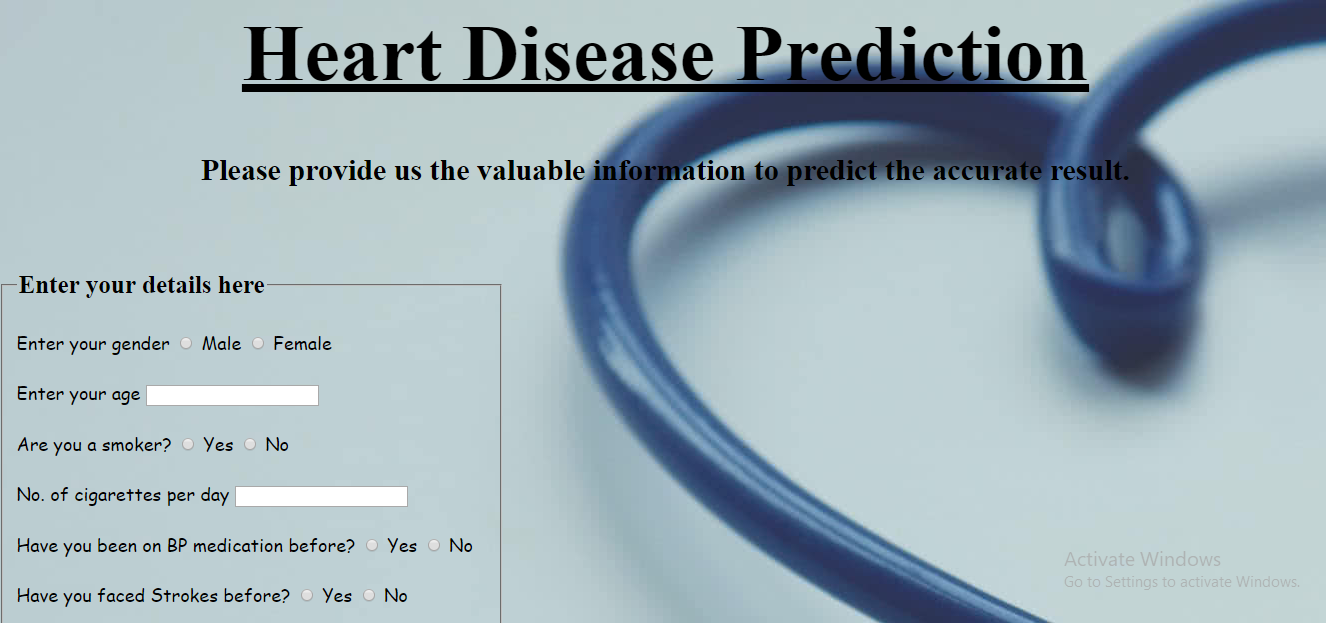 Heart Disease Prediction
Please provide us the valuable information to predict the accurate result.
Enter your details here
Enter your gender Male Female
Enter your age
Are you a smoker? Yes No
No. of cigarettes per day
Have you been on BP medication before? Yes No
Activate Windows
Go to Settings to activate Windows.
Have you faced Strokes before? Yes No